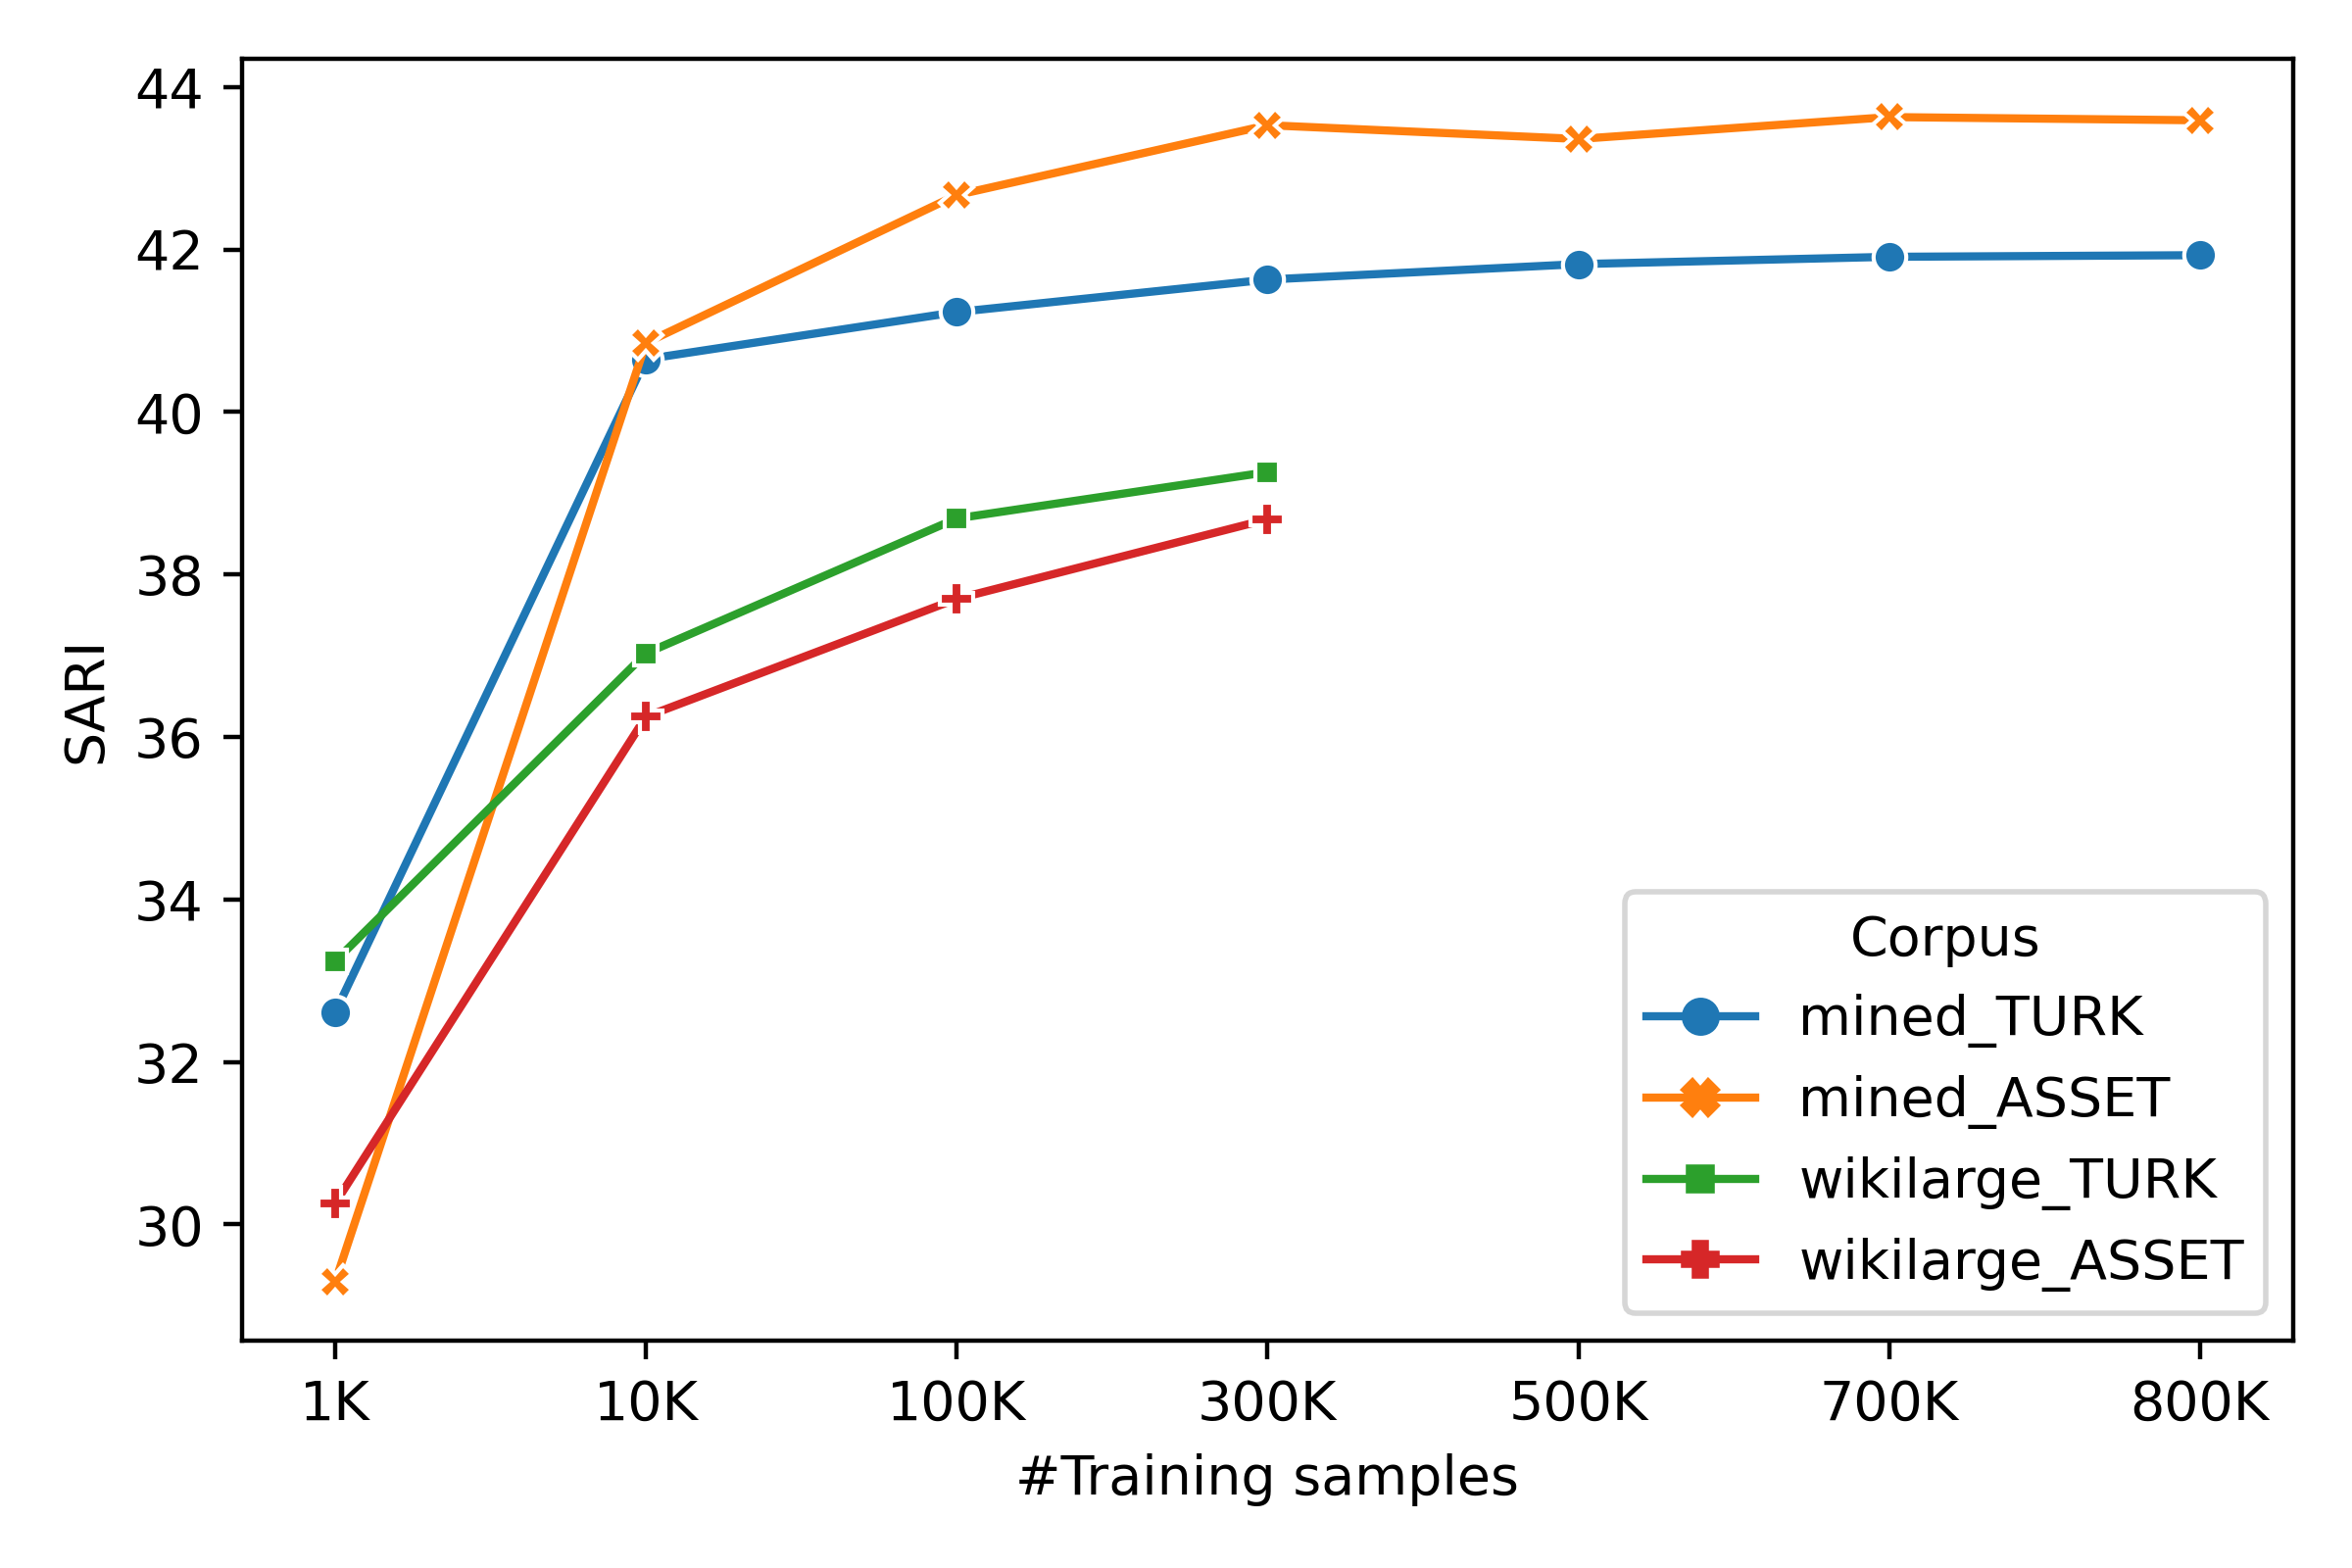 44
42
40
38
36
34
32
30
SARI
1K 10K 100K 300K 500K 700K 800K
#Training samples
Corpus
mined_TURK
mined_ASSET
wikilarge_TURK
wikilarge_ASSET